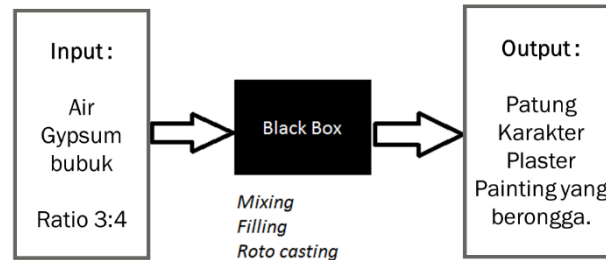 Input :
Air
Gypsum
bubuk
Ratio 3:4
Black Box
Mixing
Filling
Roto casting
Output :
Patung
Karakter
Plaster
Painting yang
berongga.